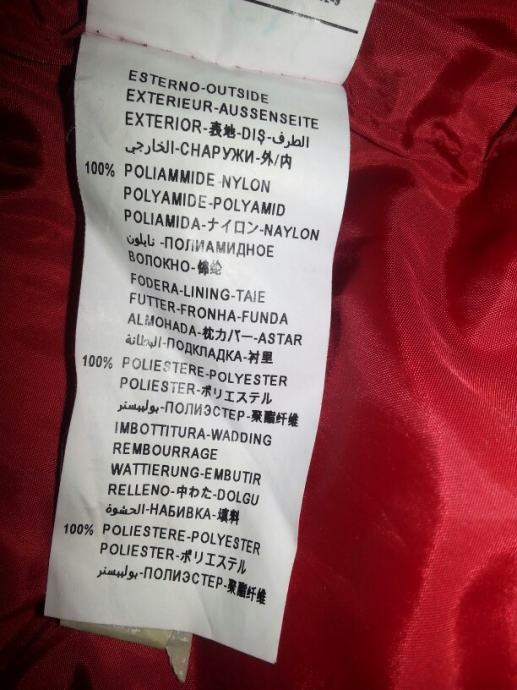 ESTERNO-OUTSIDE
EXTERIEUR-AUSSENSEITE
EXTERIOR-表地-DIŞ-الطرف
الخارجي-СНАРУЖИ-外/内
100% POLIAMMIDE-NYLON
POLYAMIDE-POLYAMID
POLIAMIDA-ナイロン-NAYLON
نايلون-ПОЛИАМИДНОЕ
ВОЛОКНО-锦纶
FODERA-LINING-TAIE
FUTTER-FRONHA-FUNDA
ALMOHADA-枕カバー-ASTAR
البطانة-ПОДКЛАДКА-衬里
100% POLIESTERE-POLYESTER
POLIESTER-ポリエステル
بوليستر-ПОЛИЭСТЕР-聚酯纤维
IMBOTTITURA-WADDING
REMBOURRAGE
WATTIERUNG-EMBUTIR
RELLENO-中わた-DOLGU
الحشوة-НАБИВКА-填料
100% POLIESTERE-POLYESTER
POLIESTER-ポリエステル
بوليستر-ПОЛИЭСТЕР-聚酯纤维